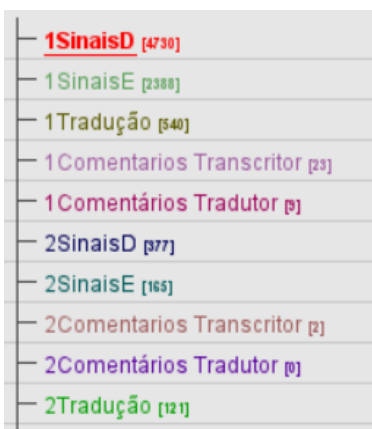 1SinaisD [4730]
1SinaisE [2388]
1Tradução [540]
1Comentarios Transcritor [23]
1Comentários Tradutor [9]
2SinaisD [377]
2SinaisE [165]
2Comentarios Transcritor [2]
2Comentários Tradutor [0]
2Tradução [121]